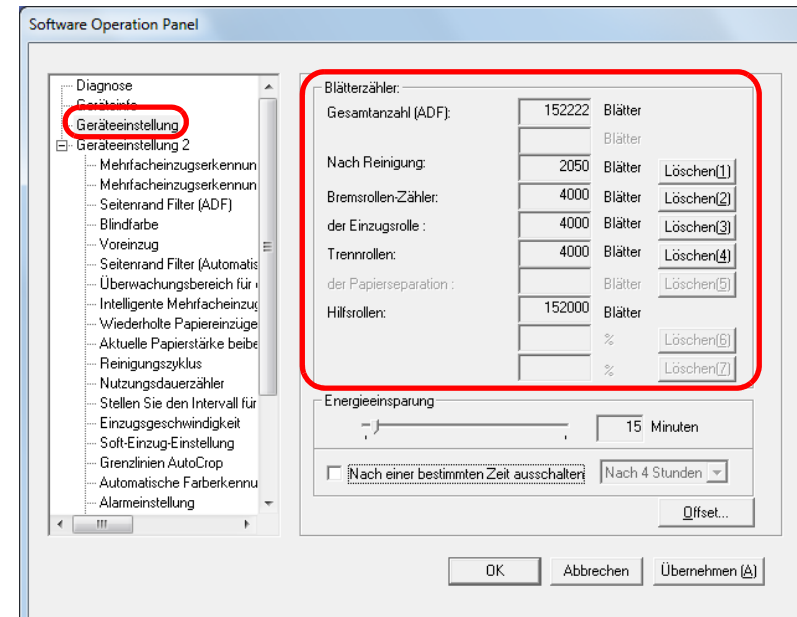 Software Operation Panel
Diagnose
Geräteinfo
Geräteeinstellung
Geräteeinstellung 2
Mehrfacheinzugserkennun
Mehrfacheinzugserkennun
Seitenrand Filter (ADF)
Blindfarbe
Voreinzug
Seitenrand Filter (Automatis
Überwachungsbereich für
Intelligente Mehrfacheinzug
Wiederholte Papiereinzüge
Aktuelle Papierstärke beibe
Reinigungszyklus
Nutzungsdauerzähler
Stellen Sie den Intervall für
Einzugsgeschwindigkeit
Soft-Einzug-Einstellung
Grenzlinien AutoCrop
Automatische Farberkennu
Alarmeinstellung
Blätterzähler:
Gesamtanzahl (ADF): 152222 Blätter
Blätter
Nach Reinigung: 2050 Blätter Löschen(1)
Bremsrollen-Zähler: 4000 Blätter Löschen(2)
der Einzugsrolle : 4000 Blätter Löschen(3)
Trennrollen: 4000 Blätter Löschen(4)
der Papierseparation : Blätter Löschen(5)
Hilfsrollen: 152000 Blätter
% Löschen(6)
% Löschen(7)
Energieeinsparung
15 Minuten
Nach einer bestimmten Zeit ausschalten Nach 4 Stunden
Offset...
OK Abbrechen Übernehmen (A)